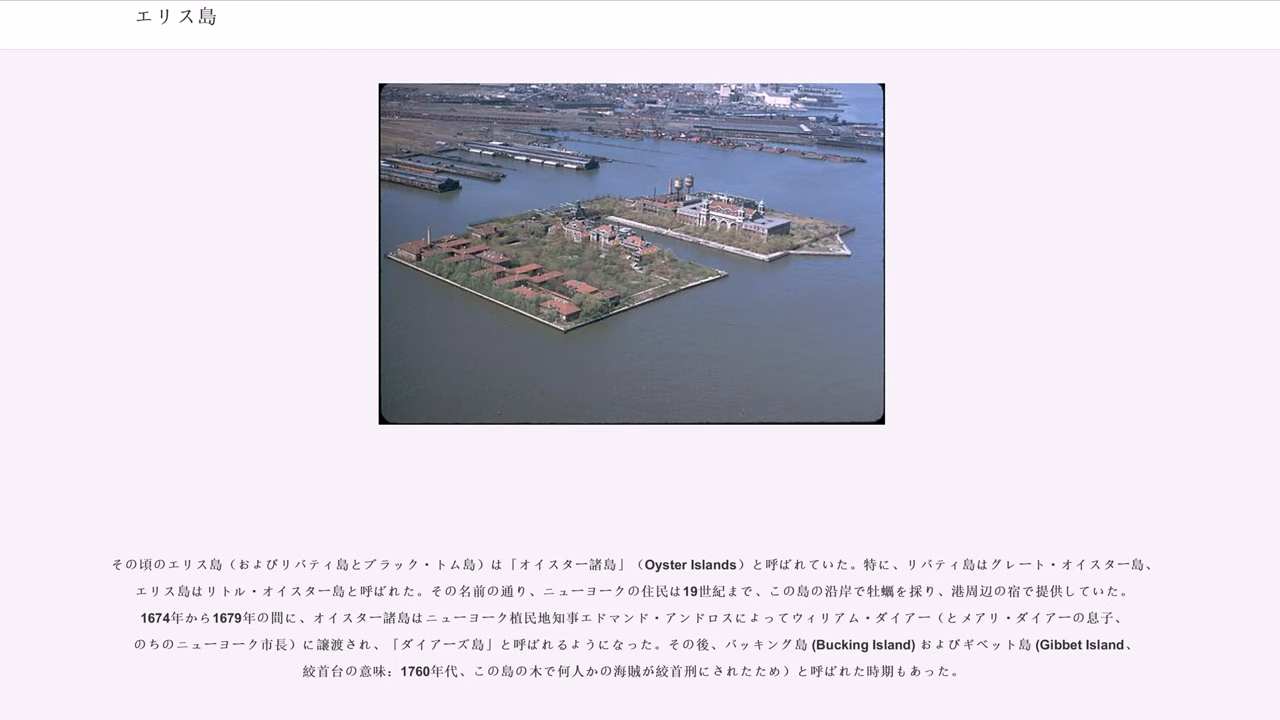 エリス島
その頃のエリス島（およびリバティ島とブラック・トム島）は「オイスター諸島」（Oyster Islands）と呼ばれていた。特に、リバティ島はグレート・オイスター島、
エリス島はリトル・オイスター島と呼ばれた。その名前の通り、ニューヨークの住民は19世紀まで、この島の沿岸で牡蠣を採り、港周辺の宿で提供していた。
1674年から1679年の間に、オイスター諸島はニューヨーク植民地知事エドマンド・アンドロスによってウィリアム・ダイアー（とメアリ・ダイアーの息子、
のちのニューヨーク市長）に譲渡され、「ダイアーズ島」と呼ばれるようになった。その後、バッキング島 (Bucking Island) およびギベット島 (Gibbet Island、
絞首台の意味：1760年代、この島の木で何人かの海賊が絞首刑にされたため）と呼ばれた時期もあった。